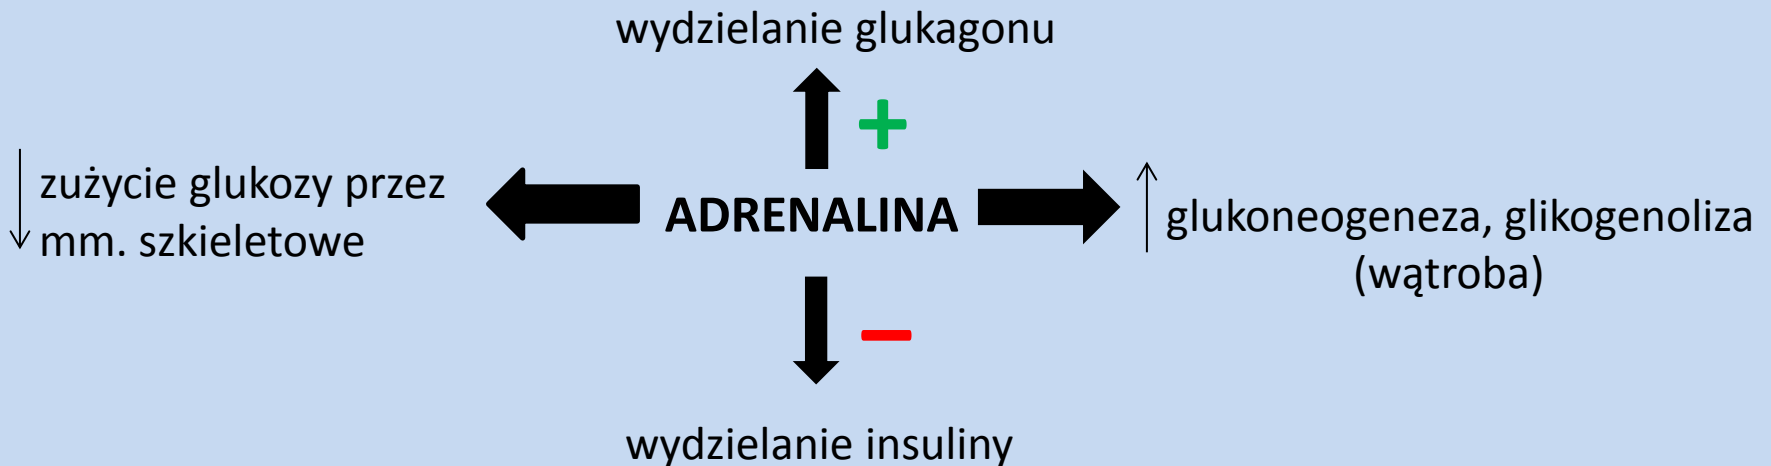 wydzielanie glukagonu
+
zużycie glukozy przez
mm. szkieletowe
ADRENALINA
glukoneogeneza, glikogenoliza
(wątroba)
−
wydzielanie insuliny